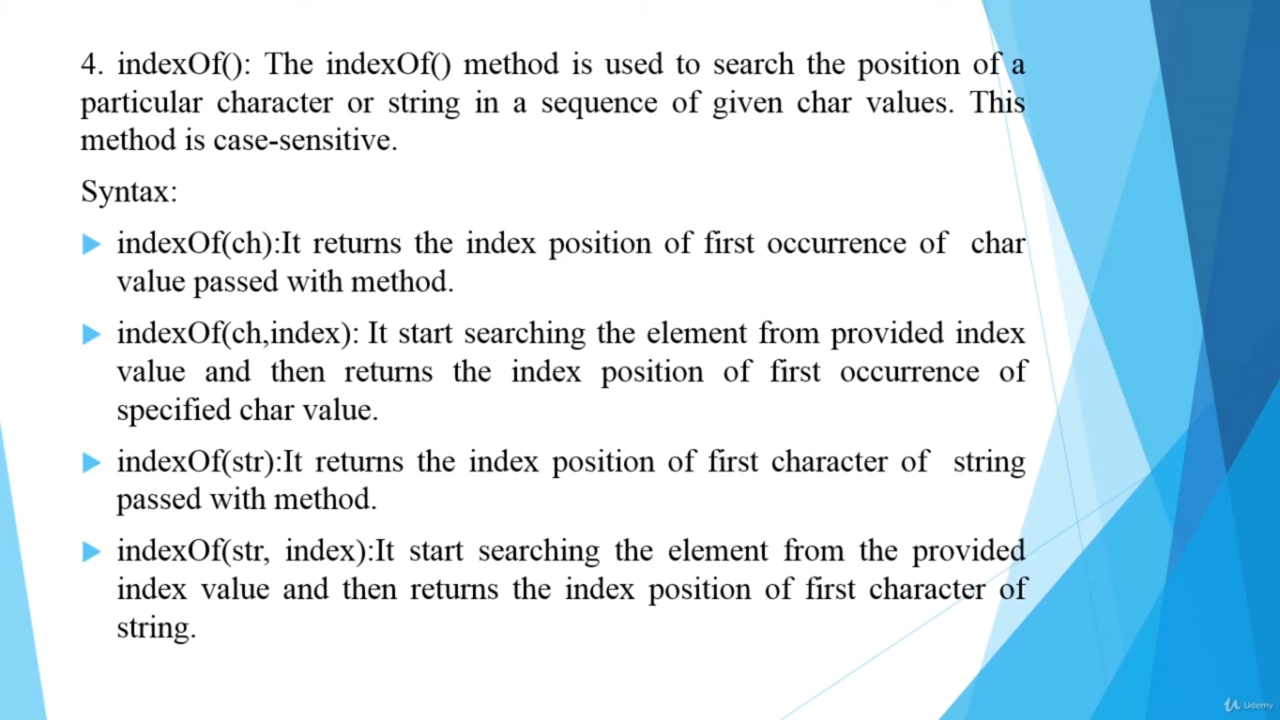 4. indexOf(): The indexOf() method is used to search the position of a
particular character or string in a sequence of given char values. This
method is case-sensitive.
Syntax:
indexOf(ch):It returns the index position of first occurrence of char
value passed with method.
indexOf(ch,index): It start searching the element from provided index
value and then returns the index position of first occurrence of
specified char value.
indexOf(str):It returns the index position of first character of string
passed with method.
indexOf(str, index):It start searching the element from the provided
index value and then returns the index position of first character of
string.
Udemy